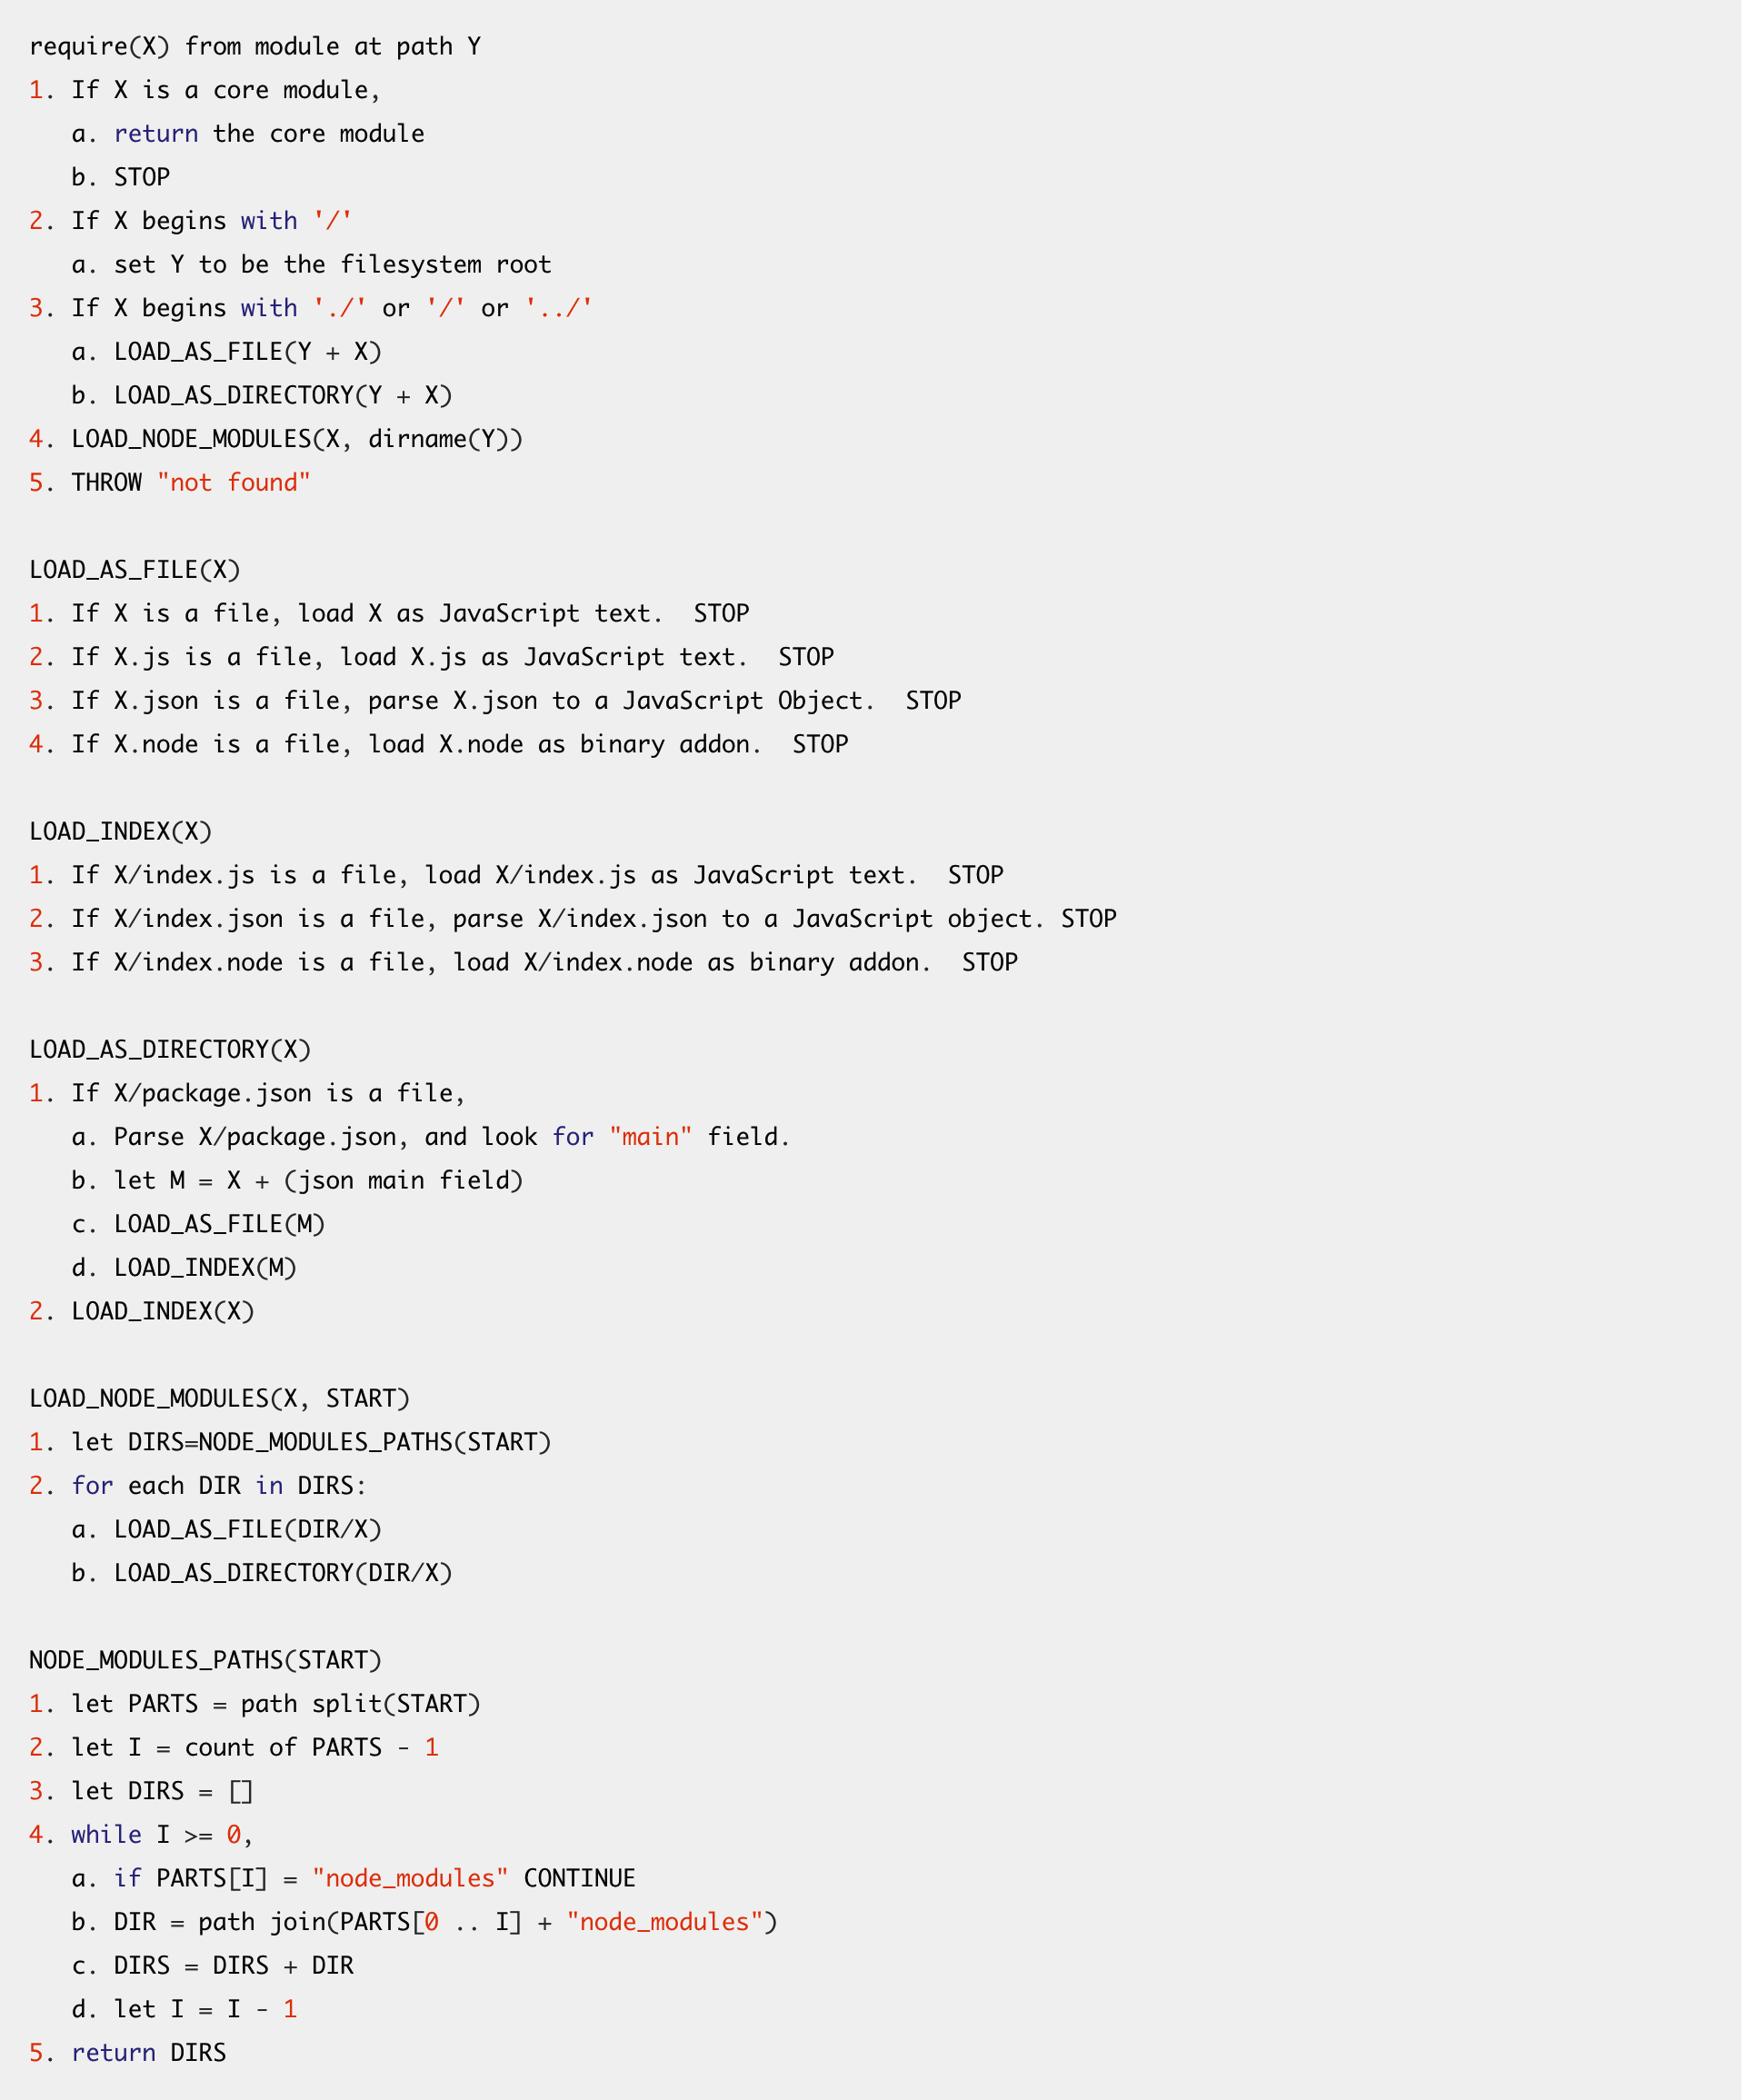 require(X) from module at path Y
1. If X is a core module,
   a. return the core module
   b. STOP
2. If X begins with '/'
   a. set Y to be the filesystem root
3. If X begins with './' or '/' or '../'
   a. LOAD_AS_FILE(Y + X)
   b. LOAD_AS_DIRECTORY(Y + X)
4. LOAD_NODE_MODULES(X, dirname(Y))
5. THROW "not found"

LOAD_AS_FILE(X)
1. If X is a file, load X as JavaScript text.  STOP
2. If X.js is a file, load X.js as JavaScript text.  STOP
3. If X.json is a file, parse X.json to a JavaScript Object.  STOP
4. If X.node is a file, load X.node as binary addon.  STOP

LOAD_INDEX(X)
1. If X/index.js is a file, load X/index.js as JavaScript text.  STOP
2. If X/index.json is a file, parse X/index.json to a JavaScript object. STOP
3. If X/index.node is a file, load X/index.node as binary addon.  STOP

LOAD_AS_DIRECTORY(X)
1. If X/package.json is a file,
   a. Parse X/package.json, and look for "main" field.
   b. let M = X + (json main field)
   c. LOAD_AS_FILE(M)
   d. LOAD_INDEX(M)
2. LOAD_INDEX(X)

LOAD_NODE_MODULES(X, START)
1. let DIRS=NODE_MODULES_PATHS(START)
2. for each DIR in DIRS:
   a. LOAD_AS_FILE(DIR/X)
   b. LOAD_AS_DIRECTORY(DIR/X)

NODE_MODULES_PATHS(START)
1. let PARTS = path split(START)
2. let I = count of PARTS - 1
3. let DIRS = []
4. while I >= 0,
   a. if PARTS[I] = "node_modules" CONTINUE
   b. DIR = path join(PARTS[0 .. I] + "node_modules")
   c. DIRS = DIRS + DIR
   d. let I = I - 1
5. return DIRS